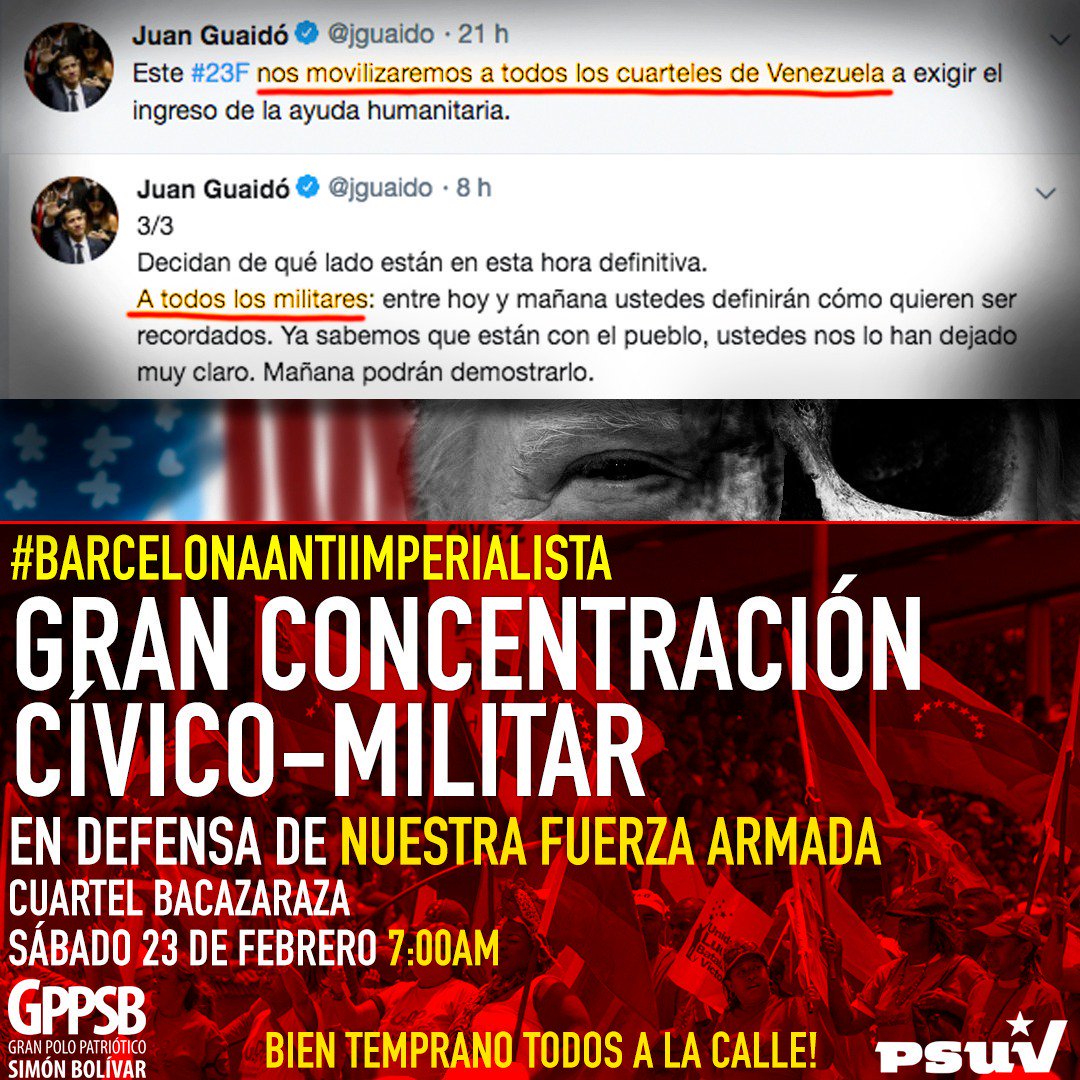 Juan Guaidó @jguaido · 21 h
Este #23F nos movilizaremos a todos los cuarteles de Venezuela a exigir el
ingreso de la ayuda humanitaria.
Juan Guaidó @jguaido · 8 h
3/3
Decidan de qué lado están en esta hora definitiva.
A todos los militares: entre hoy y mañana ustedes definirán cómo quieren ser
recordados. Ya sabemos que están con el pueblo, ustedes nos lo han dejado
muy claro. Mañana podrán demostrarlo.
#BARCELONAANTIIMPERIALISTA
GRAN CONCENTRACIÓN
CÍVICO-MILITAR
EN DEFENSA DE NUESTRA FUERZA ARMADA
CUARTEL BACAZARAZA
SÁBADO 23 DE FEBRERO 7:00AM
GPPSB
GRAN POLO PATRIÓTICO
SIMÓN BOLÍVAR
BIEN TEMPRANO TODOS A LA CALLE!
PSUV